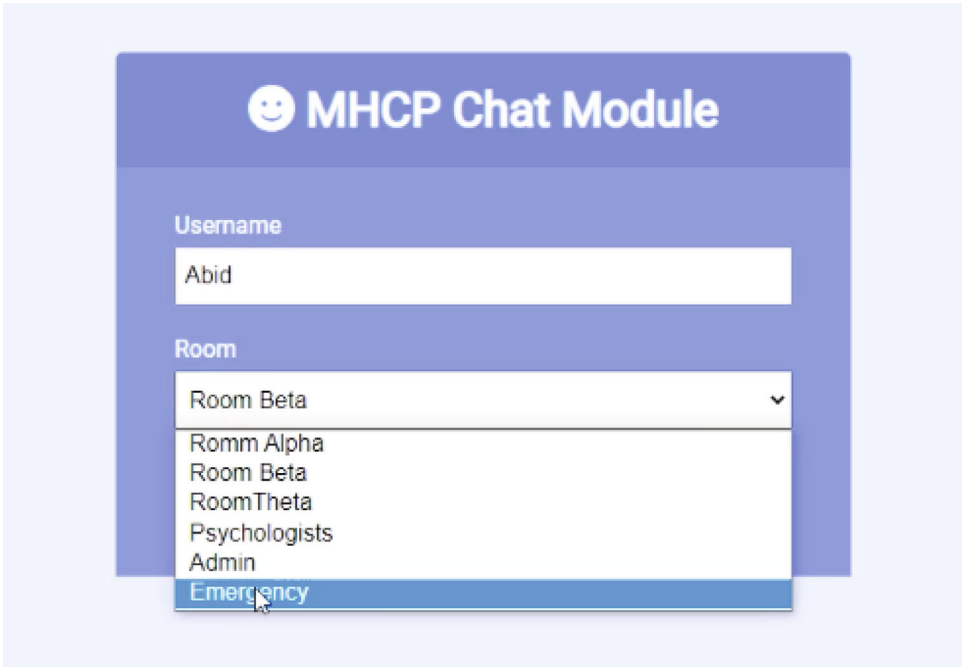 MHCP Chat Module
Username
Abid
Room
Room Beta
Romm Alpha
Room Beta
RoomTheta
Psychologists
Admin
Emergency